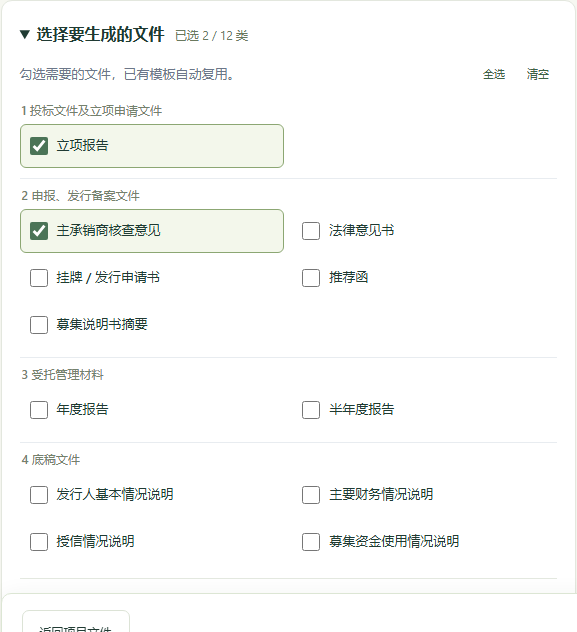 ▼ 选择要生成的文件 已选 2 / 12 类
勾选需要的文件，已有模板自动复用。 全选 清空
1 投标文件及立项申请文件
立项报告
2 申报、发行备案文件
主承销商核查意见 法律意见书
挂牌 / 发行申请书 推荐函
募集说明书摘要
3 受托管理材料
年度报告 半年度报告
4 底稿文件
发行人基本情况说明 主要财务情况说明
授信情况说明 募集资金使用情况说明
返回项目文件